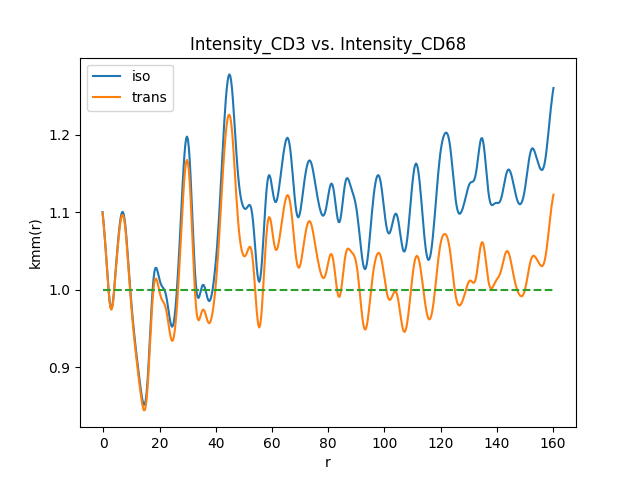 Intensity_CD3 vs. Intensity_CD68
iso
trans
1.2
1.1
1.0
0.9
kmm(r)
0 20 40 60 80 100 120 140 160
r